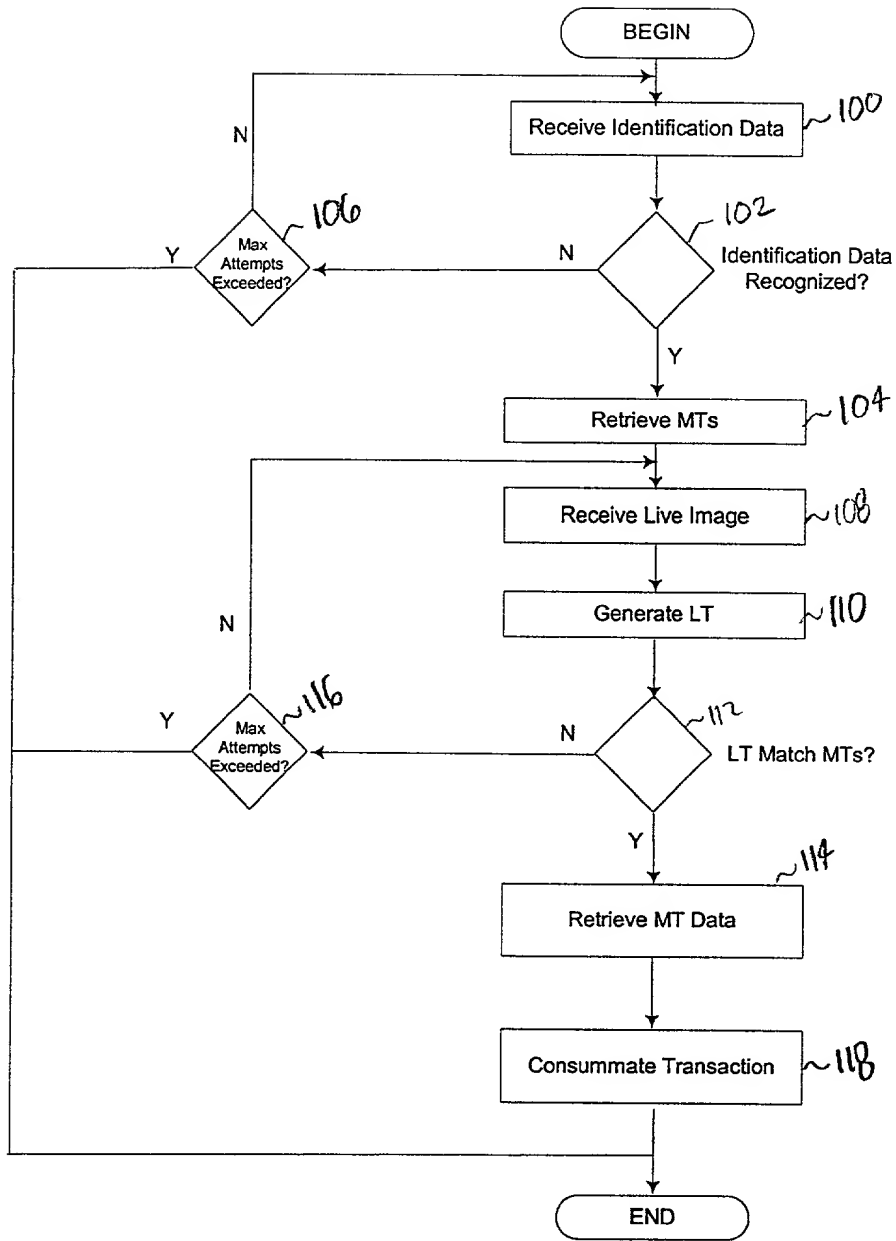 BEGIN
Receive Identification Data
100
N
106
Max
Attempts
Exceeded?
Y
N
102
Identification Data
Recognized?
Y
Retrieve MTs
104
Receive Live Image
108
Generate LT
110
N
116
Max
Attempts
Exceeded?
Y
N
112
LT Match MTs?
Y
114
Retrieve MT Data
Consummate Transaction
118
END